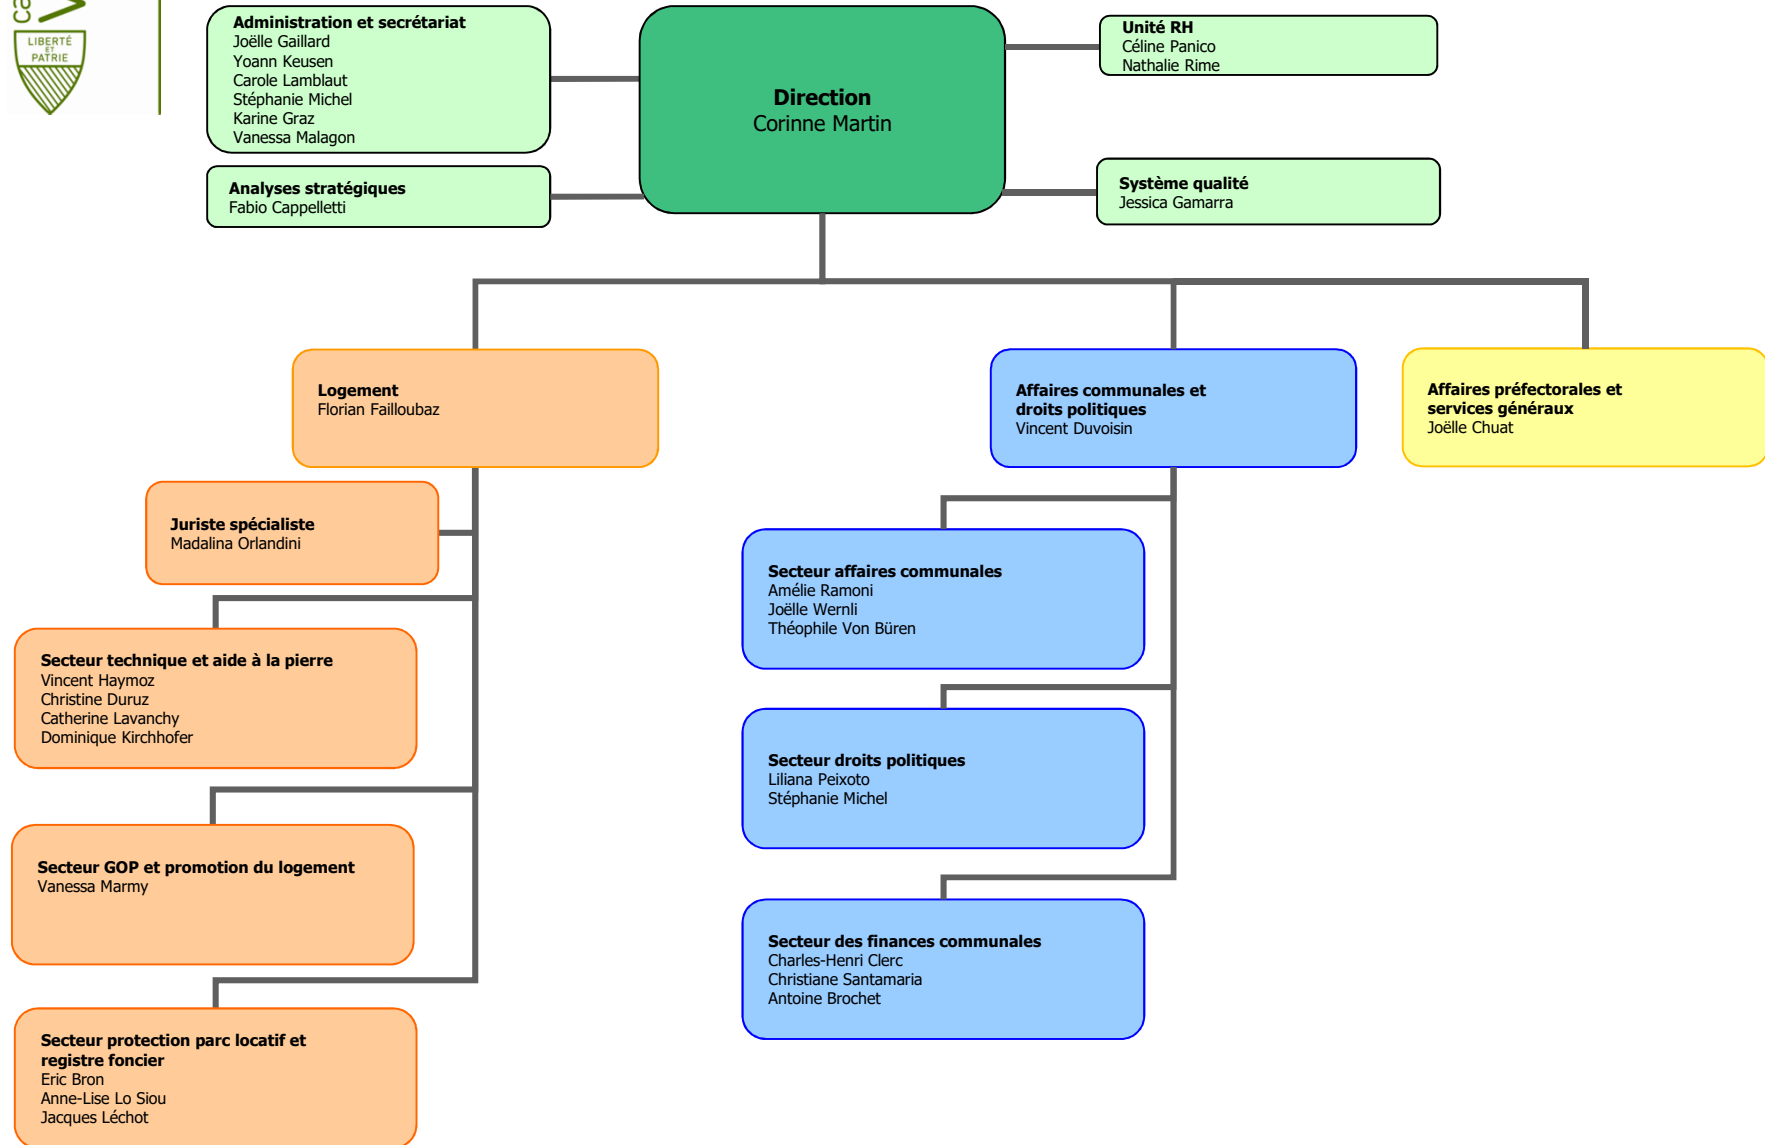 LIBERTÉ
ET
PATRIE
Administration et secrétariat
Joëlle Gaillard
Yoann Keusen
Carole Lamblaut
Stéphanie Michel
Karine Graz
Vanessa Malagon
Analyses stratégiques
Fabio Cappelletti
Direction
Corinne Martin
Unité RH
Céline Panico
Nathalie Rime
Système qualité
Jessica Gamarra
Logement
Florian Failloubaz
Juriste spécialiste
Madalina Orlandini
Secteur technique et aide à la pierre
Vincent Haymoz
Christine Duruz
Catherine Lavanchy
Dominique Kirchhofer
Secteur GOP et promotion du logement
Vanessa Marmy
Secteur protection parc locatif et
registre foncier
Eric Bron
Anne-Lise Lo Siou
Jacques Léchot
Affaires communales et
droits politiques
Vincent Duvoisin
Secteur affaires communales
Amélie Ramoni
Joëlle Wernli
Théophile Von Büren
Secteur droits politiques
Liliana Peixoto
Stéphanie Michel
Secteur des finances communales
Charles-Henri Clerc
Christiane Santamaria
Antoine Brochet
Affaires préfectorales et
services généraux
Joëlle Chuat